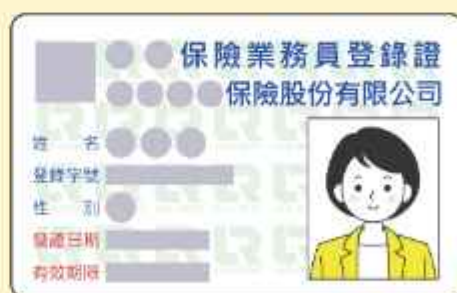 保險業務員登錄證
保險股份有限公司
姓 名
登錄字號
性 別
發證日期
有效期限